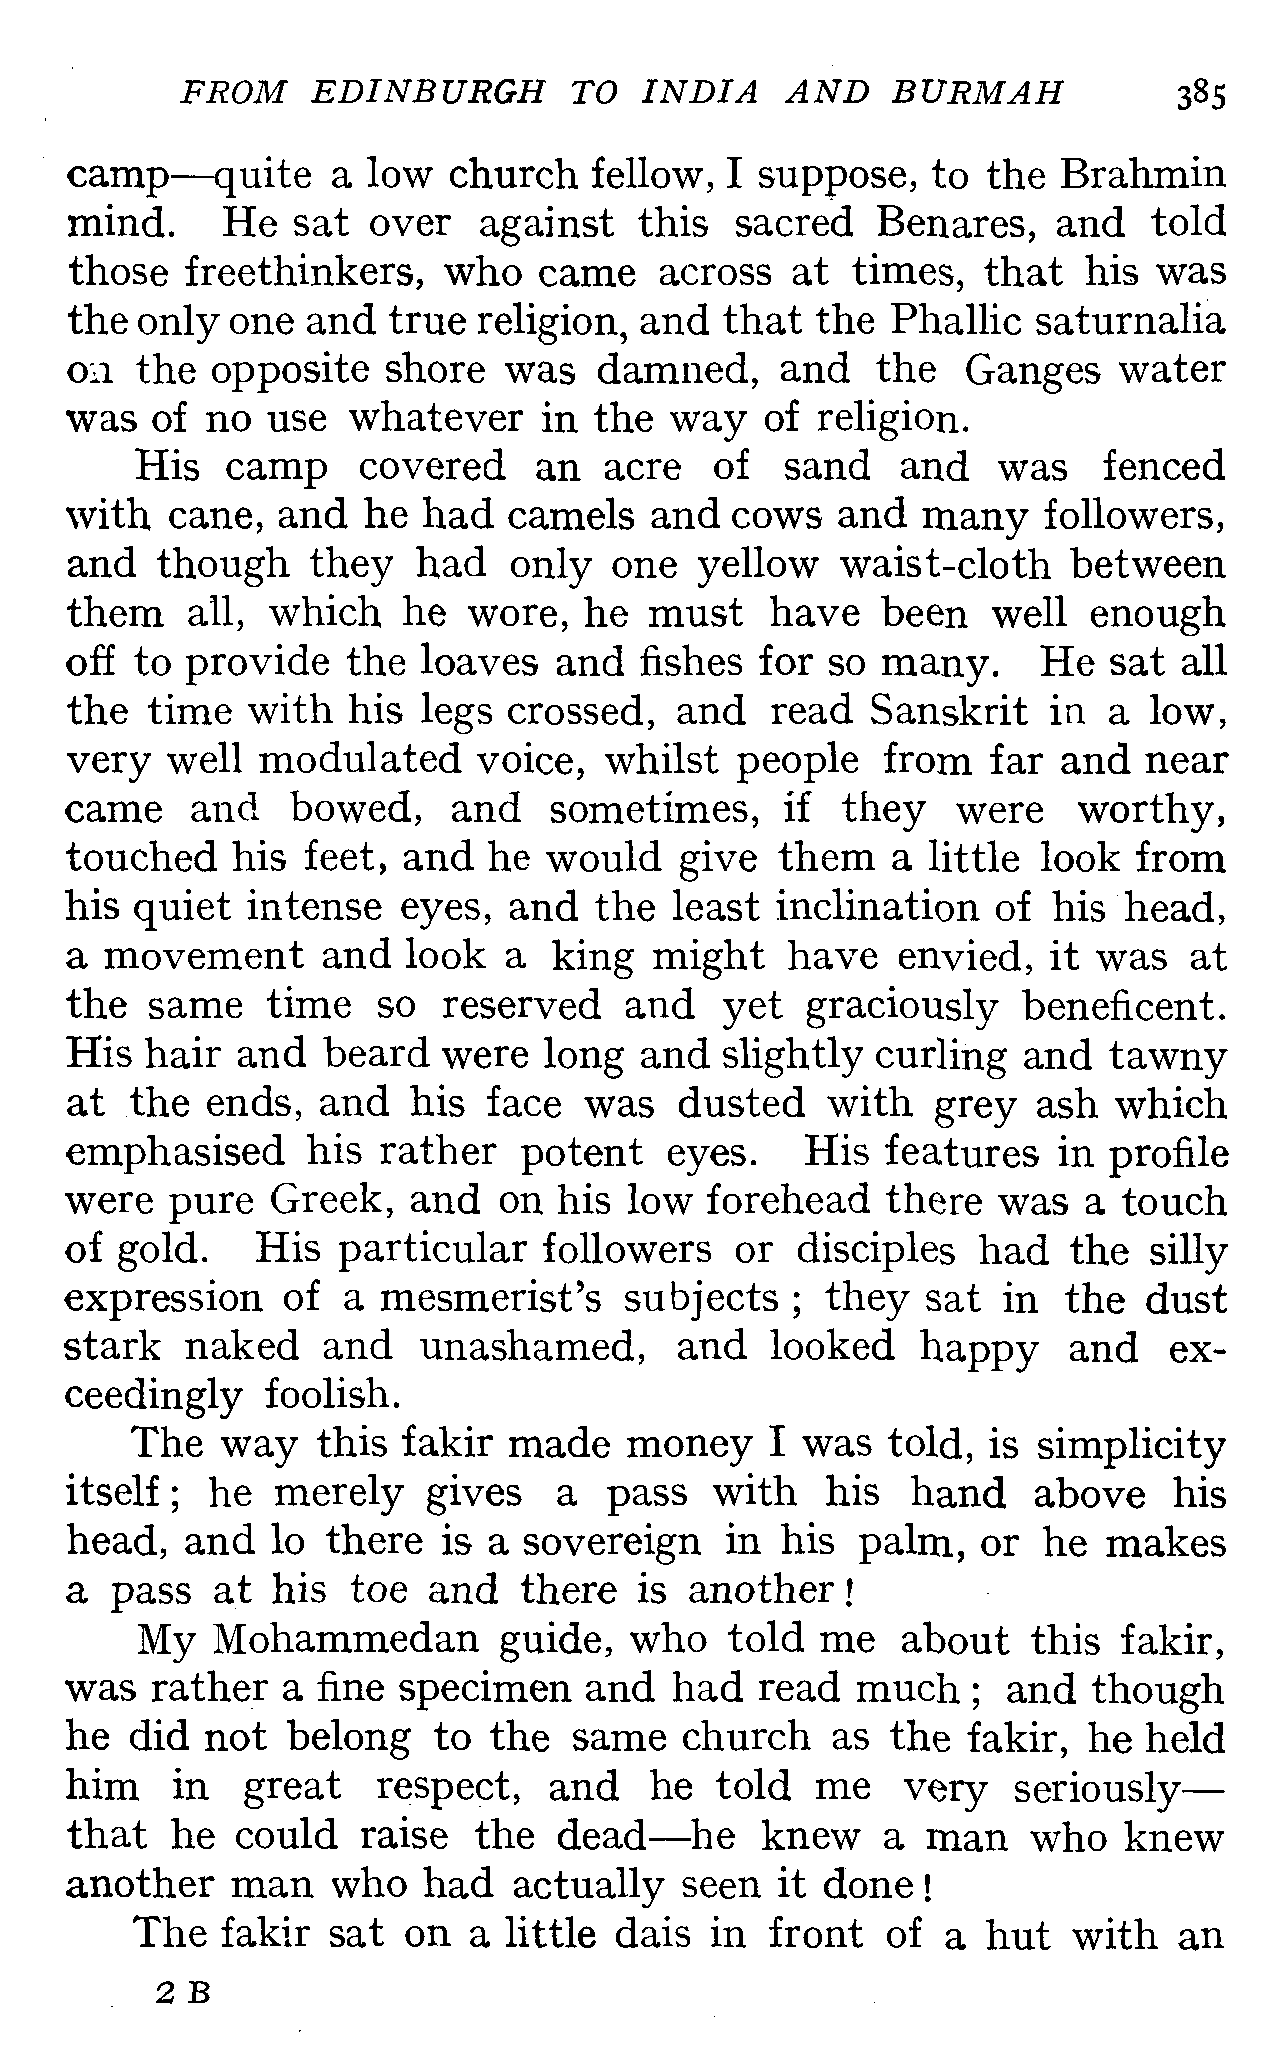 FROM EDINBURGH TO INDIA AND BURMAH 385
camp—quite a low church fellow, I suppose, to the Brahmin
mind. He sat over against this sacred Benares, and told
those freethinkers, who came across at times, that his was
the only one and true religion, and that the Phallic saturnalia
on the opposite shore was damned, and the Ganges water
was of no use whatever in the way of religion.
His camp covered an acre of sand and was fenced
with cane, and he had camels and cows and many followers,
and though they had only one yellow waist-cloth between
them all, which he wore, he must have been well enough
off to provide the loaves and fishes for so many. He sat all
the time with his legs crossed, and read Sanskrit in a low,
very well modulated voice, whilst people from far and near
came and bowed, and sometimes, if they were worthy,
touched his feet, and he would give them a little look from
his quiet intense eyes, and the least inclination of his head,
a movement and look a king might have envied, it was at
the same time so reserved and yet graciously beneficent.
His hair and beard were long and slightly curling and tawny
at the ends, and his face was dusted with grey ash which
emphasised his rather potent eyes. His features in profile
were pure Greek, and on his low forehead there was a touch
of gold. His particular followers or disciples had the silly
expression of a mesmerist's subjects ; they sat in the dust
stark naked and unashamed, and looked happy and ex-
ceedingly foolish.
The way this fakir made money I was told, is simplicity
itself ; he merely gives a pass with his hand above his
head, and lo there is a sovereign in his palm, or he makes
a pass at his toe and there is another !
My Mohammedan guide, who told me about this fakir,
was rather a fine specimen and had read much ; and though
he did not belong to the same church as the fakir, he held
him in great respect, and he told me very seriously—
that he could raise the dead—he knew a man who knew
another man who had actually seen it done !
The fakir sat on a little dais in front of a hut with an
2 B